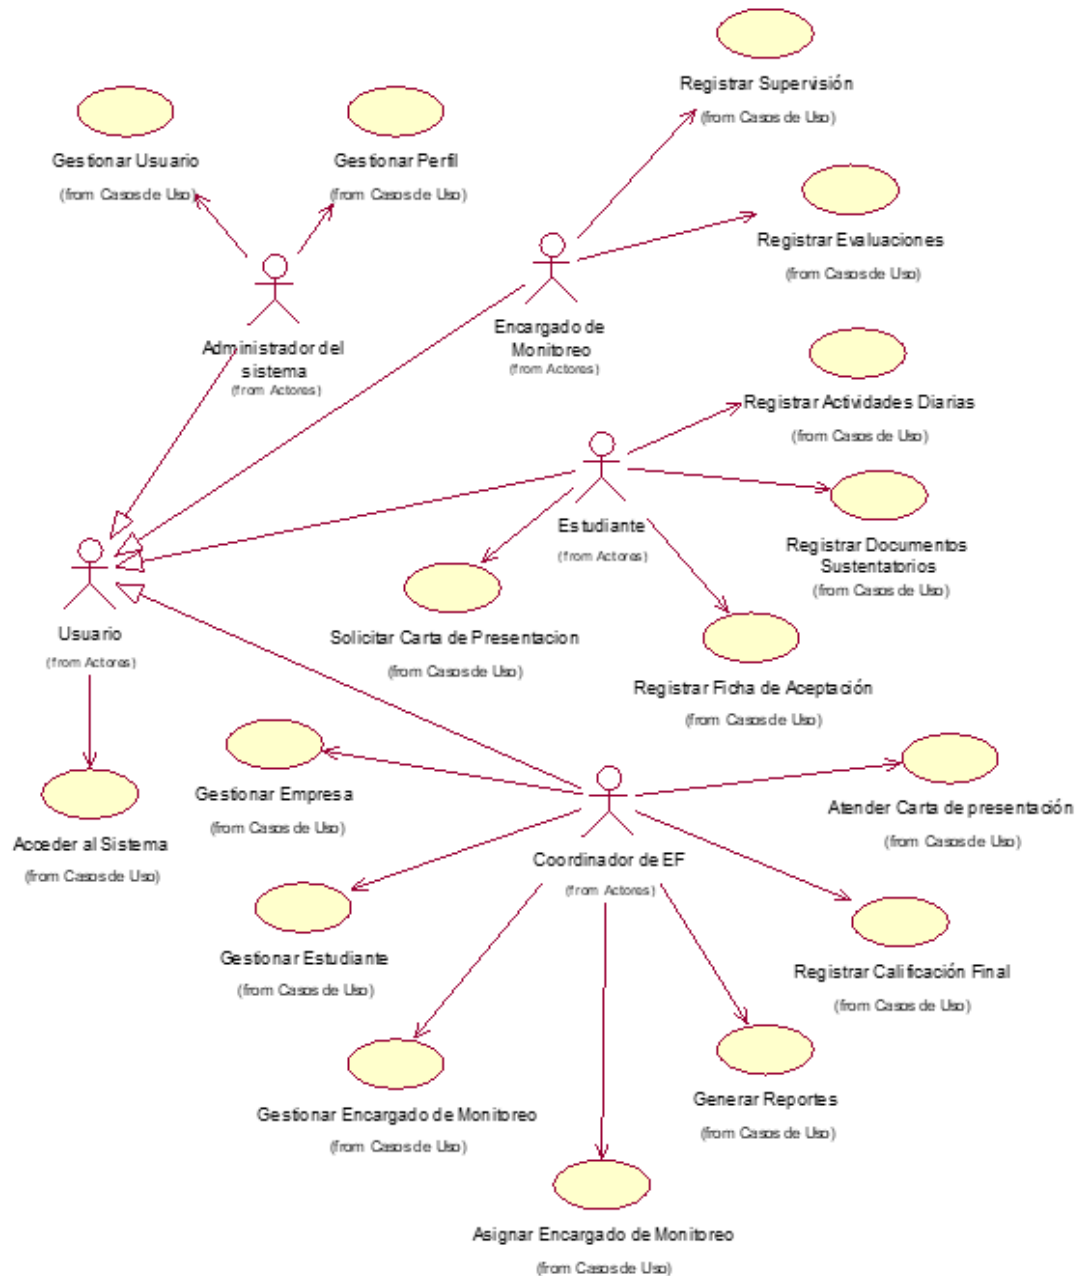 Registrar Supervisión
(from Casos de Uso)
Gestionar Usuario
(from Casos de Uso)
Gestionar Perfil
(from Casos de Uso)
Registrar Evaluaciones
(from Casos de Uso)
Administrador del
sistema
(from Actores)
Encargado de
Monitoreo
(from Actores)
Registrar Actividades Diarias
(from Casos de Uso)
Estudiante
(from Actores)
Registrar Documentos
Sustentatorios
(from Casos de Uso)
Usuario
(from Actores)
Solicitar Carta de Presentacion
(from Casos de Uso)
Registrar Ficha de Aceptación
(from Casos de Uso)
Gestionar Empresa
(from Casos de Uso)
Atender Carta de presentación
(from Casos de Uso)
Acceder al Sistema
(from Casos de Uso)
Coordinador de EF
(from Actores)
Gestionar Estudiante
(from Casos de Uso)
Registrar Calificación Final
(from Casos de Uso)
Gestionar Encargado de Monitoreo
(from Casos de Uso)
Generar Reportes
(from Casos de Uso)
Asignar Encargado de Monitoreo
(from Casos de Uso)